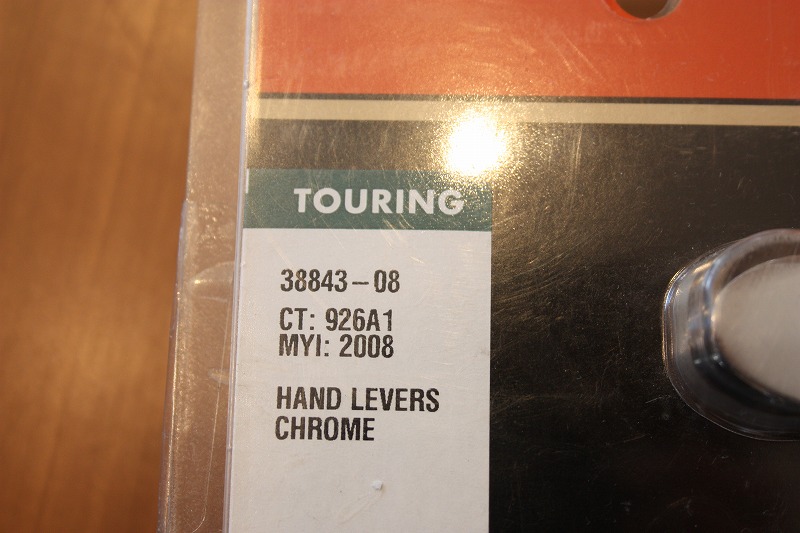 TOURING
38843-08
CT: 926A1
MYI: 2008
HAND LEVERS
CHROME